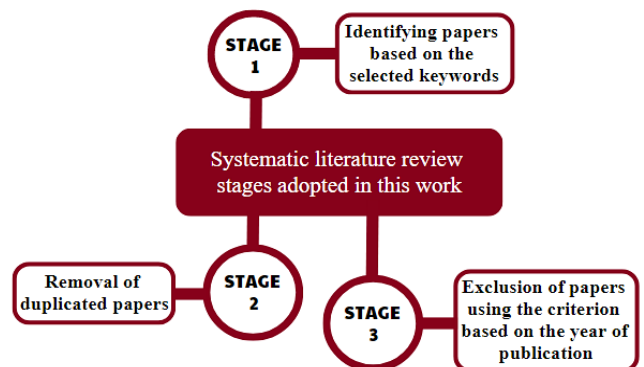 STAGE
1
Identifying papers
based on the
selected keywords
Systematic literature review
stages adopted in this work
Removal of
duplicated papers
STAGE
2
STAGE
3
Exclusion of papers
using the criterion
based on the year of
publication